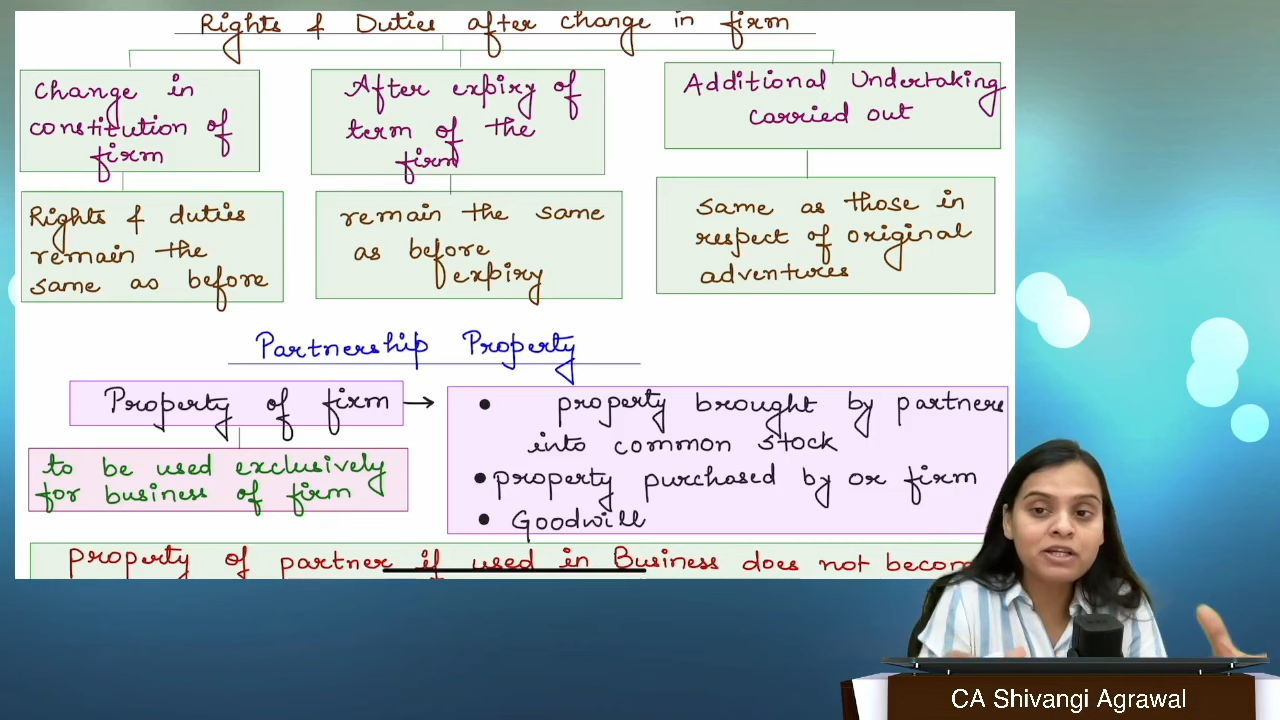 Rights & Duties after change in firm
Change in
constitution of
firm
After expiry of
term of the
firm
Additional Undertaking
carried out
Rights & duties
remain the
same as before
remain the same
as before
expiry
same as those in
respect of original
adventures
Partnership Property
Property of firm
to be used exclusively
for business of firm
• property brought by partners
into common stock
• property purchased by or firm
• Goodwill
property of partner if used in Business does not becom
CA Shivangi Agrawal